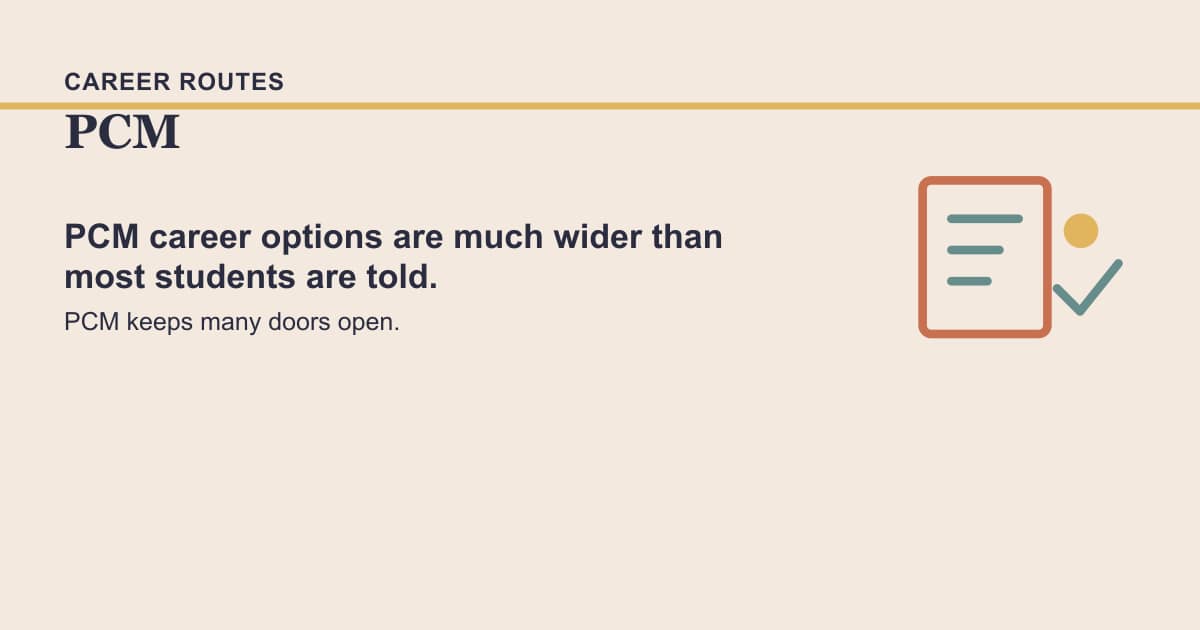 CAREER ROUTES
PCM
PCM career options are much wider than
most students are told.
PCM keeps many doors open.